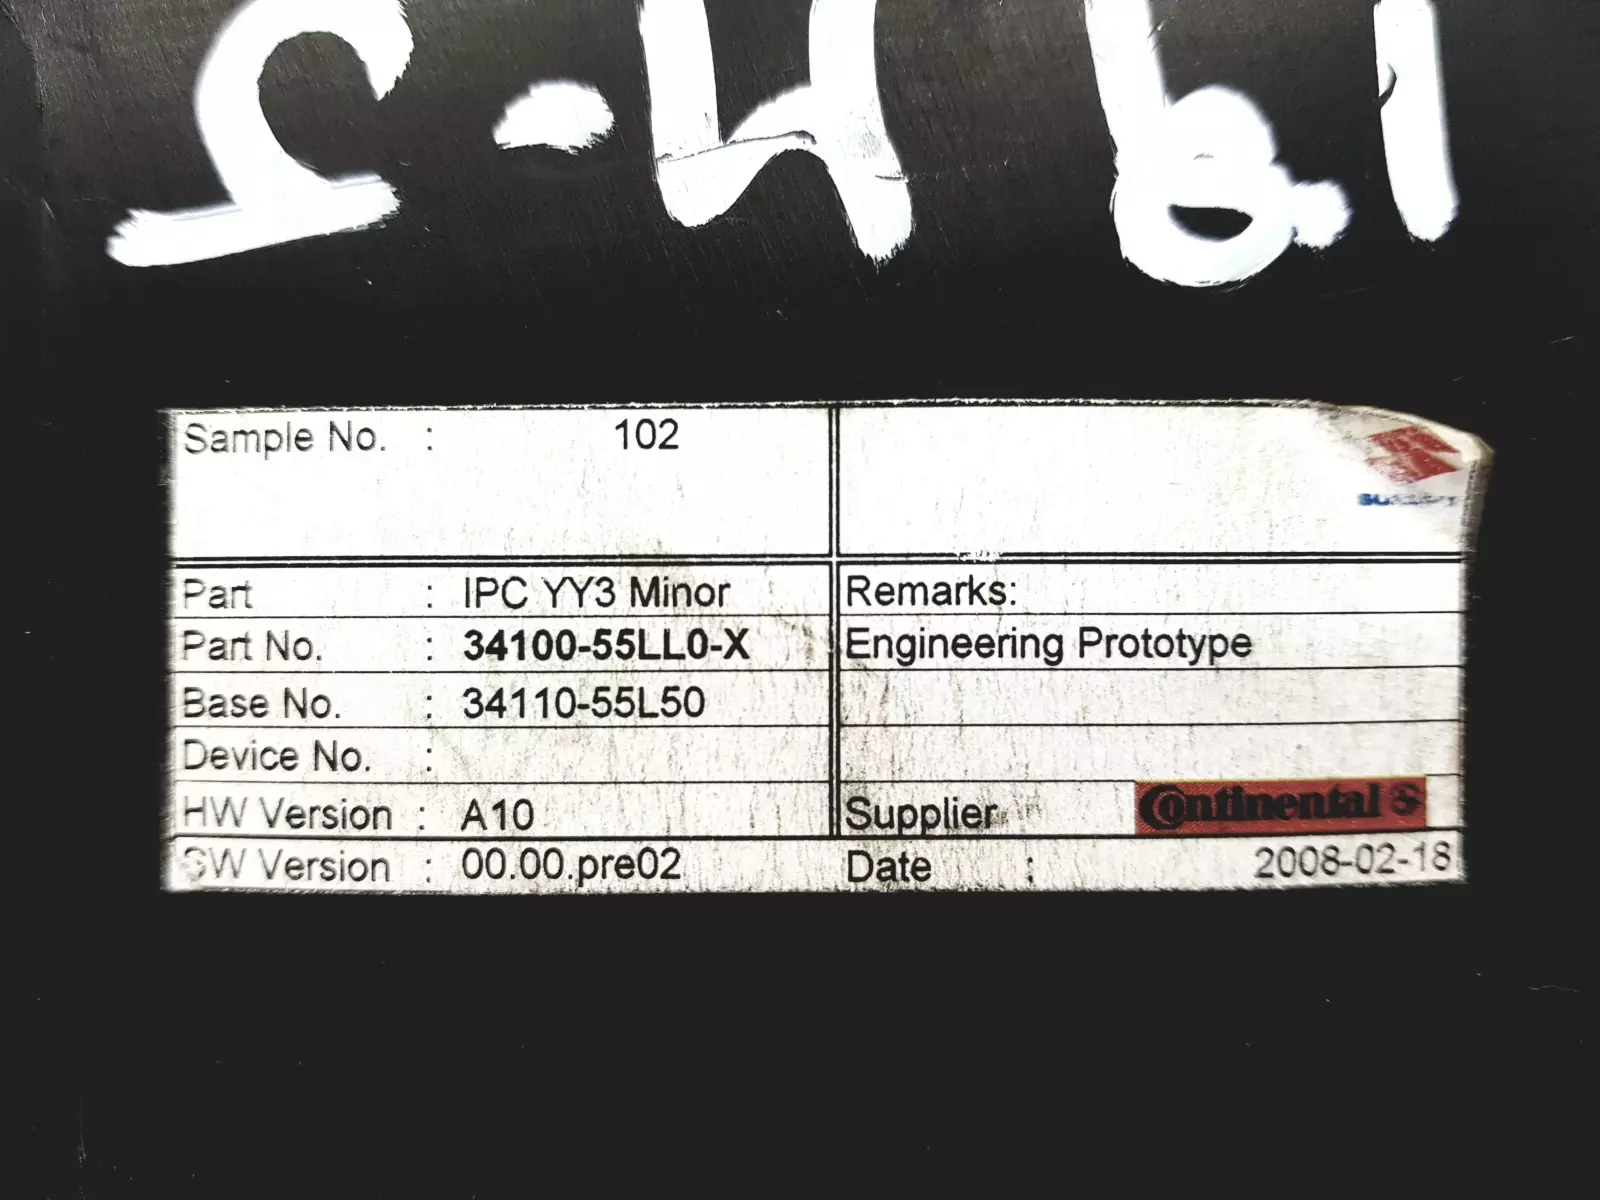 Sample No. : 102
SUZUKI
Part : IPC YY3 Minor
Remarks:
Part No. : 34100-55LL0-X
Engineering Prototype
Base No. : 34110-55L50
Device No. :
HW Version : A10
Supplier
Continental
SW Version : 00.00.pre02
Date : 2008-02-18